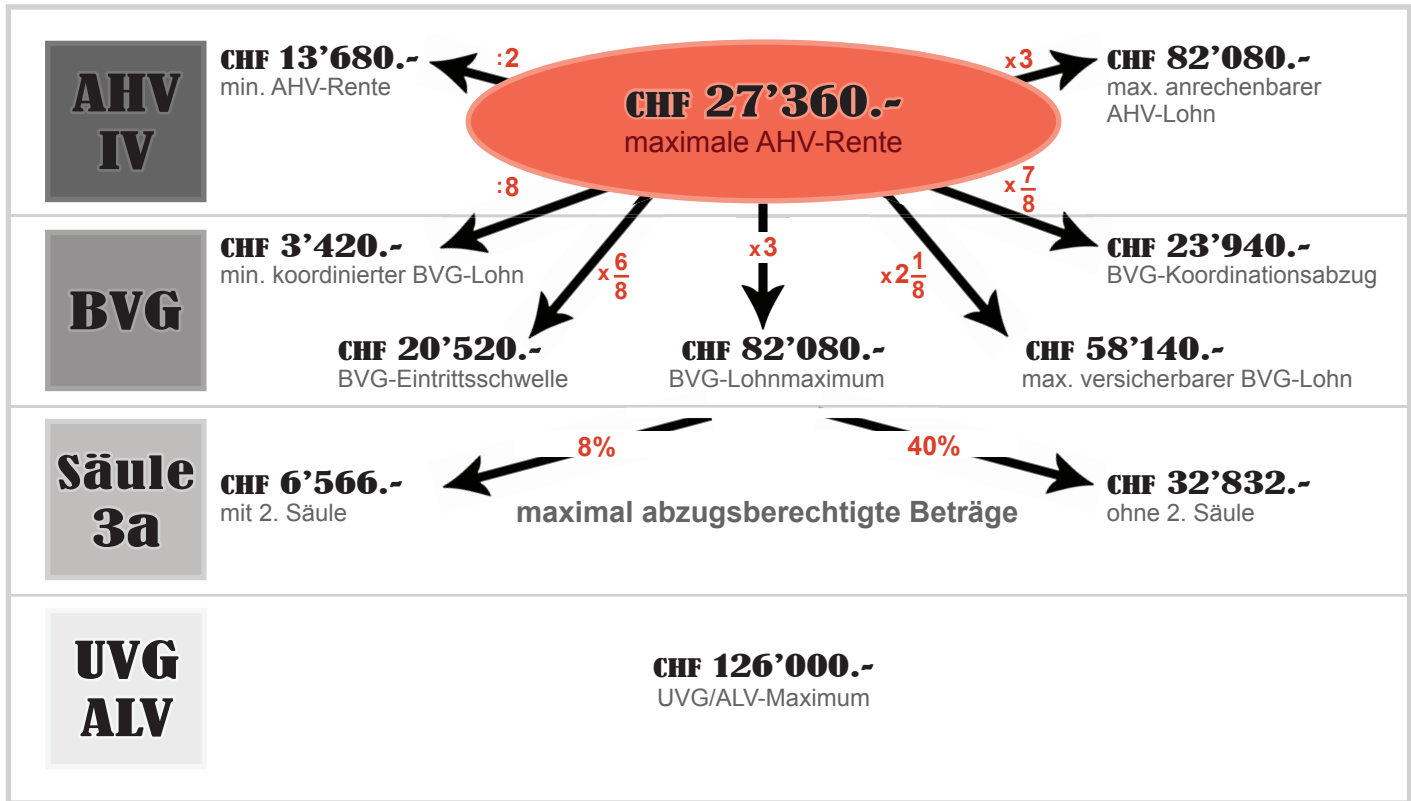 AHV
IV
CHF 13'680.-
min. AHV-Rente
:2
CHF 27'360.-
maximale AHV-Rente
x3
CHF 82'080.-
max. anrechenbarer
AHV-Lohn
:8
x 7/8
BVG
CHF 3'420.-
min. koordinierter BVG-Lohn
x 6/8
x3
x2 1/8
CHF 23'940.-
BVG-Koordinationsabzug
CHF 20'520.-
BVG-Eintrittsschwelle
CHF 82'080.-
BVG-Lohnmaximum
CHF 58'140.-
max. versicherbarer BVG-Lohn
Säule
3a
8%
40%
CHF 6'566.-
mit 2. Säule
maximal abzugsberechtigte Beträge
CHF 32'832.-
ohne 2. Säule
UVG
ALV
CHF 126'000.-
UVG/ALV-Maximum